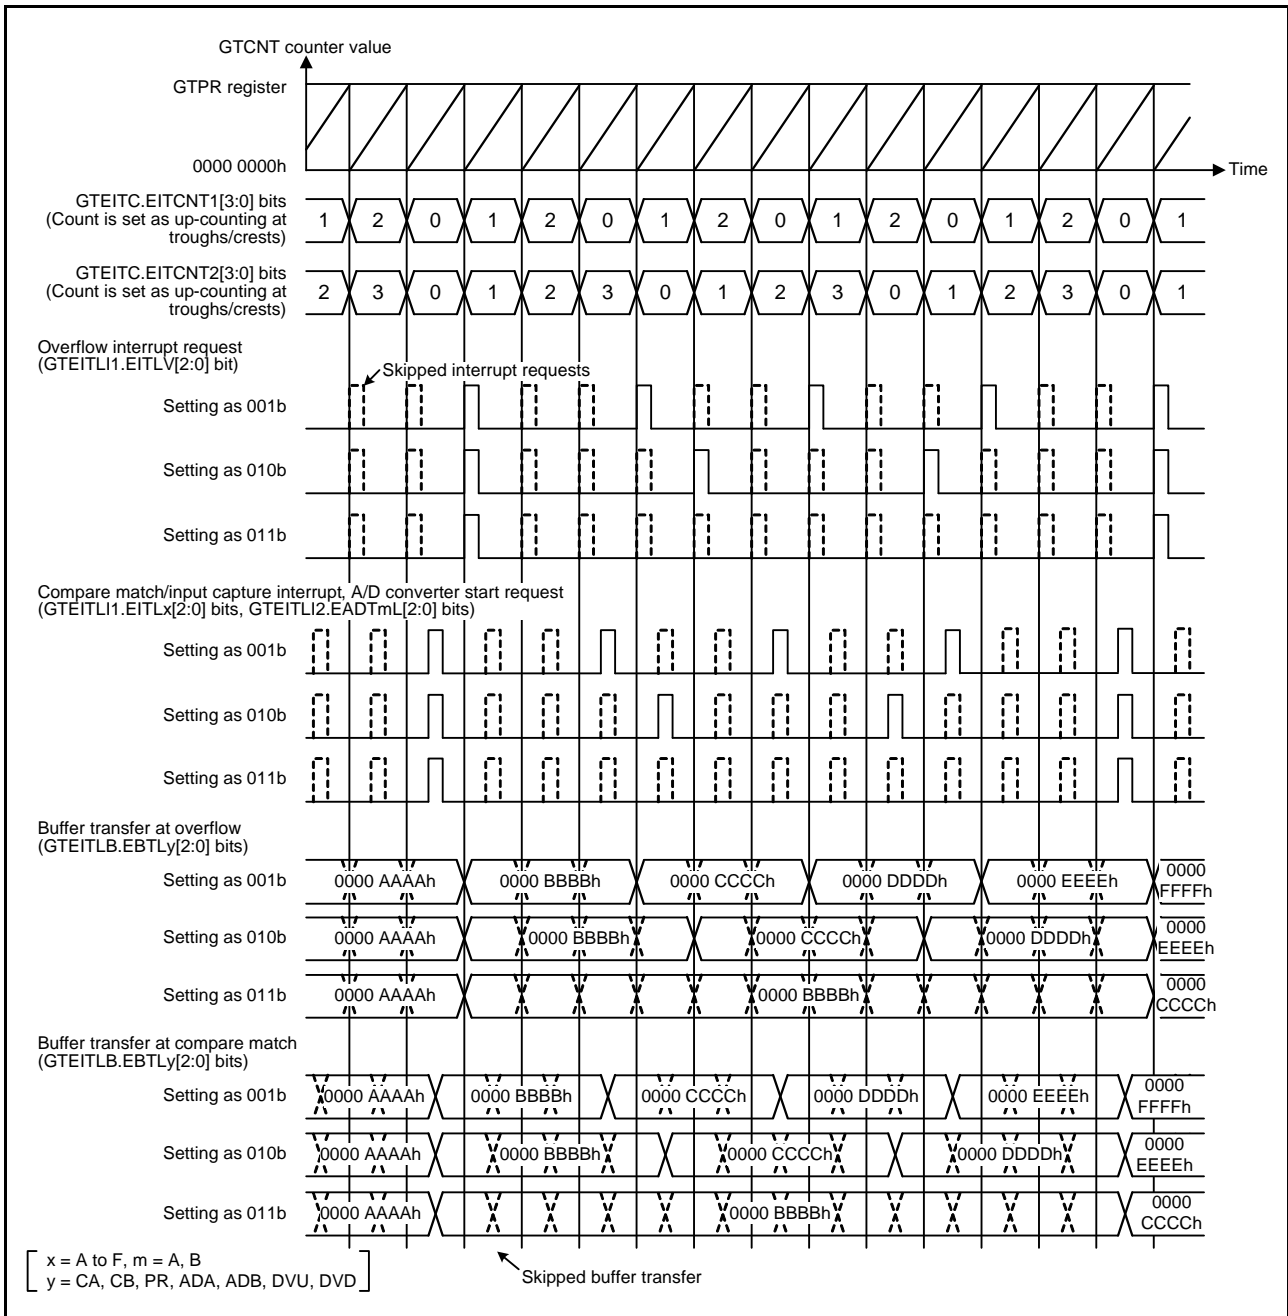 GTCNT counter value
GTPR register
0000 0000h
Time
GTEITC.EITCNT1[3:0] bits
(Count is set as up-counting at
troughs/crests)
1 2 0 1 2 0 1 2 0 1 2 0 1 2 0 1
GTEITC.EITCNT2[3:0] bits
(Count is set as up-counting at
troughs/crests)
2 3 0 1 2 3 0 1 2 3 0 1 2 3 0 1
Overflow interrupt request
(GTEITLI1.EITLV[2:0] bit)
Skipped interrupt requests
Setting as 001b
Setting as 010b
Setting as 011b
Compare match/input capture interrupt, A/D converter start request
(GTEITLI1.EITLx[2:0] bits, GTEITLI2.EADTmL[2:0] bits)
Setting as 001b
Setting as 010b
Setting as 011b
Buffer transfer at overflow
(GTEITLB.EBTLy[2:0] bits)
Setting as 001b 0000 AAAAh 0000 BBBBh 0000 CCCCh 0000 DDDDh 0000 EEEEh 0000
FFFFh
Setting as 010b 0000 AAAAh 0000 BBBBh 0000 CCCCh 0000 DDDDh 0000
EEEEh
Setting as 011b 0000 AAAAh 0000 BBBBh 0000
CCCCh
Buffer transfer at compare match
(GTEITLB.EBTLy[2:0] bits)
Setting as 001b 0000 AAAAh 0000 BBBBh 0000 CCCCh 0000 DDDDh 0000 EEEEh 0000
FFFFh
Setting as 010b 0000 AAAAh 0000 BBBBh 0000 CCCCh 0000 DDDDh 0000
EEEEh
Setting as 011b 0000 AAAAh 0000 BBBBh 0000
CCCCh
x = A to F, m = A, B
y = CA, CB, PR, ADA, ADB, DVU, DVD
Skipped buffer transfer